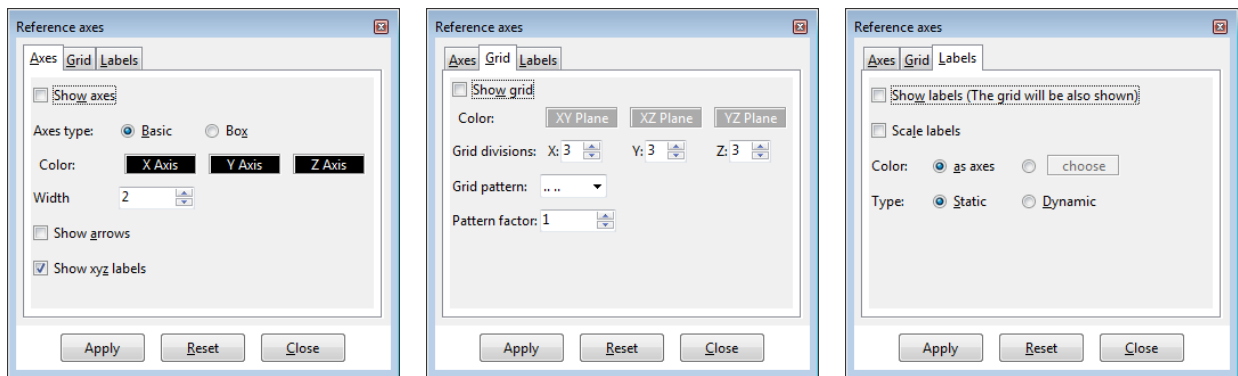 Reference axes
Axes Grid Labels
Show axes
Axes type: Basic Box
Color: X Axis Y Axis Z Axis
Width 2
Show arrows
Show xyz labels
Apply Reset Close
Reference axes
Axes Grid Labels
Show grid
Color: XY Plane XZ Plane YZ Plane
Grid divisions: X: 3 Y: 3 Z: 3
Grid pattern: .. ..
Pattern factor: 1
Apply Reset Close
Reference axes
Axes Grid Labels
Show labels (The grid will be also shown)
Scale labels
Color: as axes choose
Type: Static Dynamic
Apply Reset Close